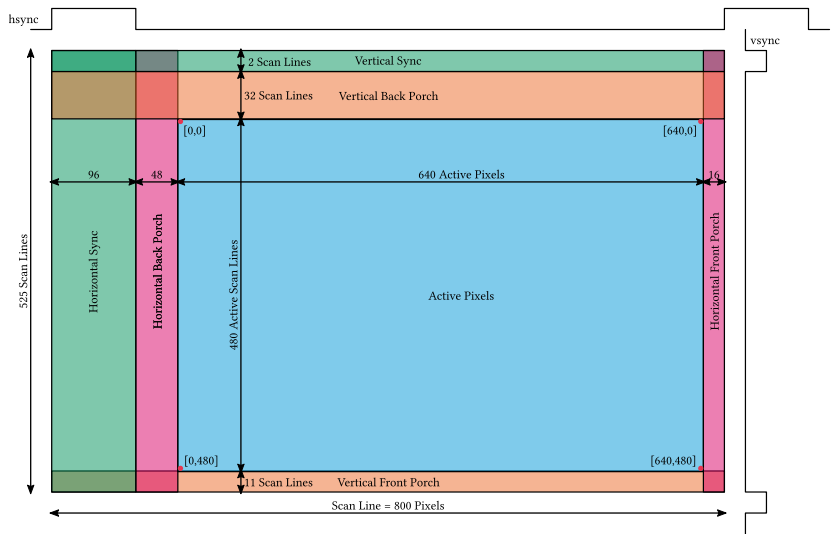 hsync
vsync
2 Scan Lines
Vertical Sync
32 Scan Lines
Vertical Back Porch
[0,0]
[640,0]
96
48
640 Active Pixels
16
525 Scan Lines
Horizontal Sync
Horizontal Back Porch
480 Active Scan Lines
Active Pixels
Horizontal Front Porch
[0,480]
[640,480]
11 Scan Lines
Vertical Front Porch
Scan Line = 800 Pixels